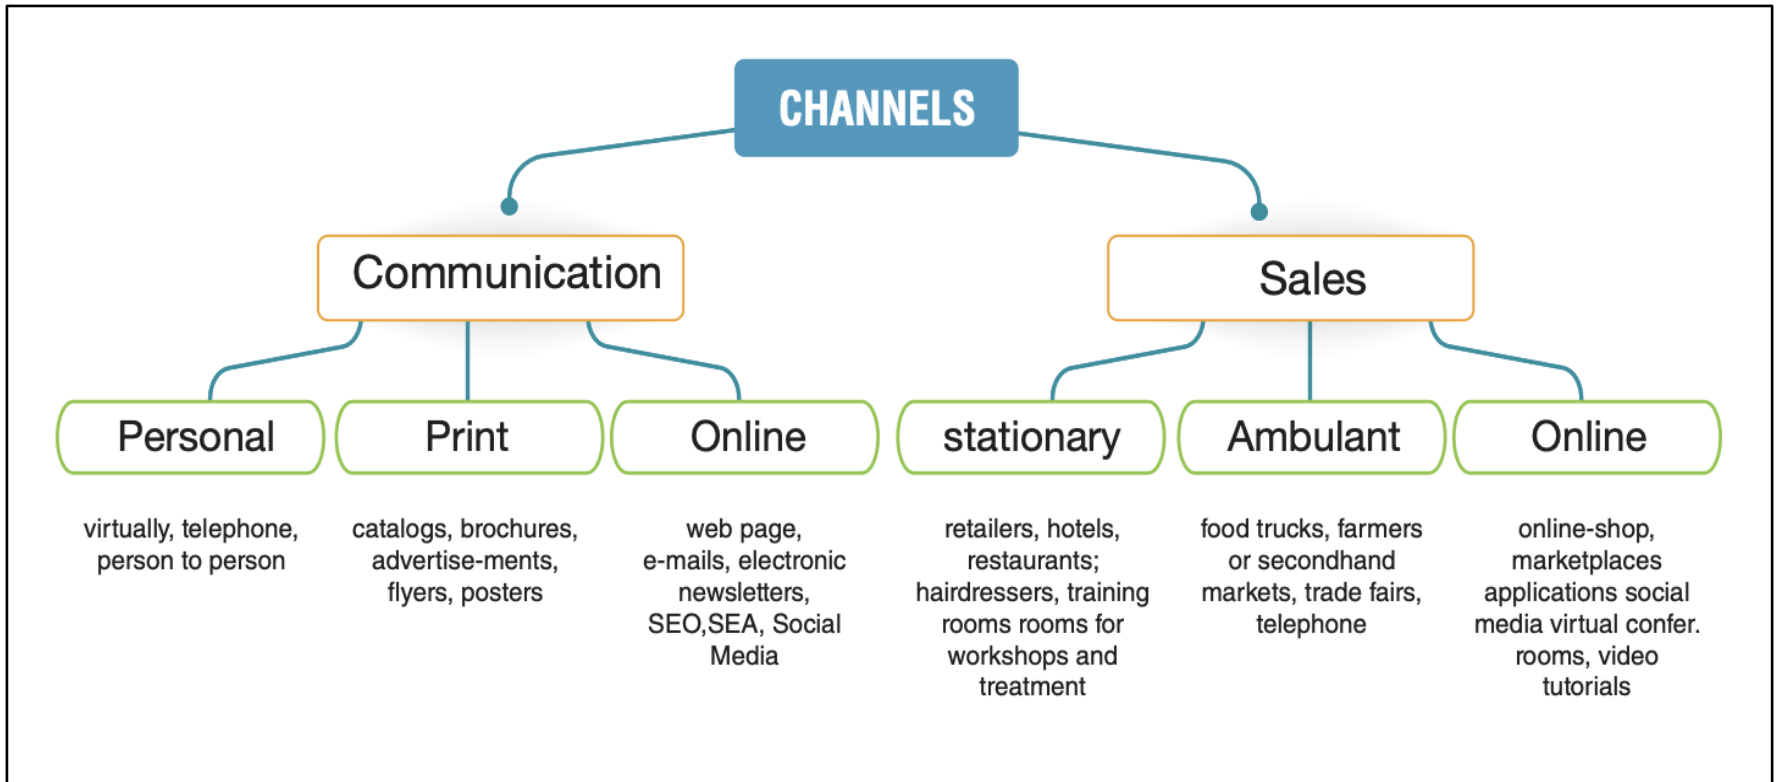 CHANNELS
Communication
Sales
Personal
Print
Online
stationary
Ambulant
Online
virtually, telephone,
person to person
catalogs, brochures,
advertise-ments,
flyers, posters
web page,
e-mails, electronic
newsletters,
SEO,SEA, Social
Media
retailers, hotels,
restaurants;
hairdressers, training
rooms rooms for
workshops and
treatment
food trucks, farmers
or secondhand
markets, trade fairs,
telephone
online-shop,
marketplaces
applications social
media virtual confer.
rooms, video
tutorials